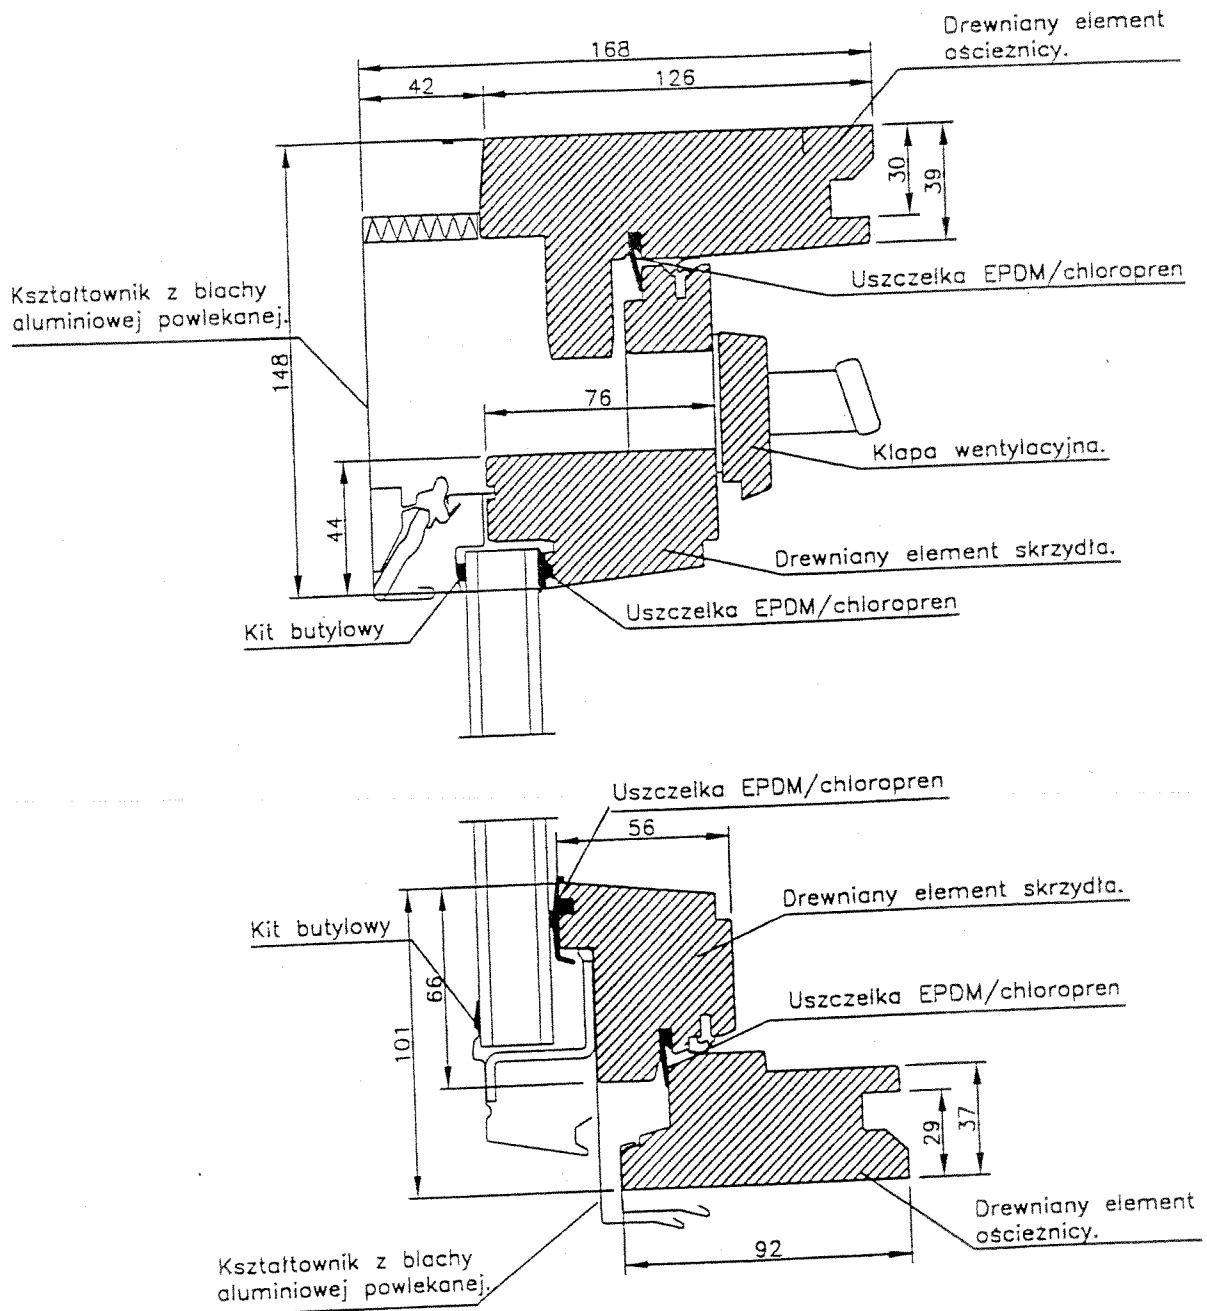 Drewniany element
ościeżnicy.
168
42
126
30
39
Uszczelka EPDM/chloropren
Kształtownik z blachy
aluminiowej powlekanej.
148
76
Klapa wentylacyjna.
44
Drewniany element skrzydła.
Uszczelka EPDM/chloropren
Kit butylowy
Uszczelka EPDM/chloropren
56
Drewniany element skrzydła.
Kit butylowy
66
Uszczelka EPDM/chloropren
101
29
37
Drewniany element
ościeżnicy.
92
Kształtownik z blachy
aluminiowej powlekanej.